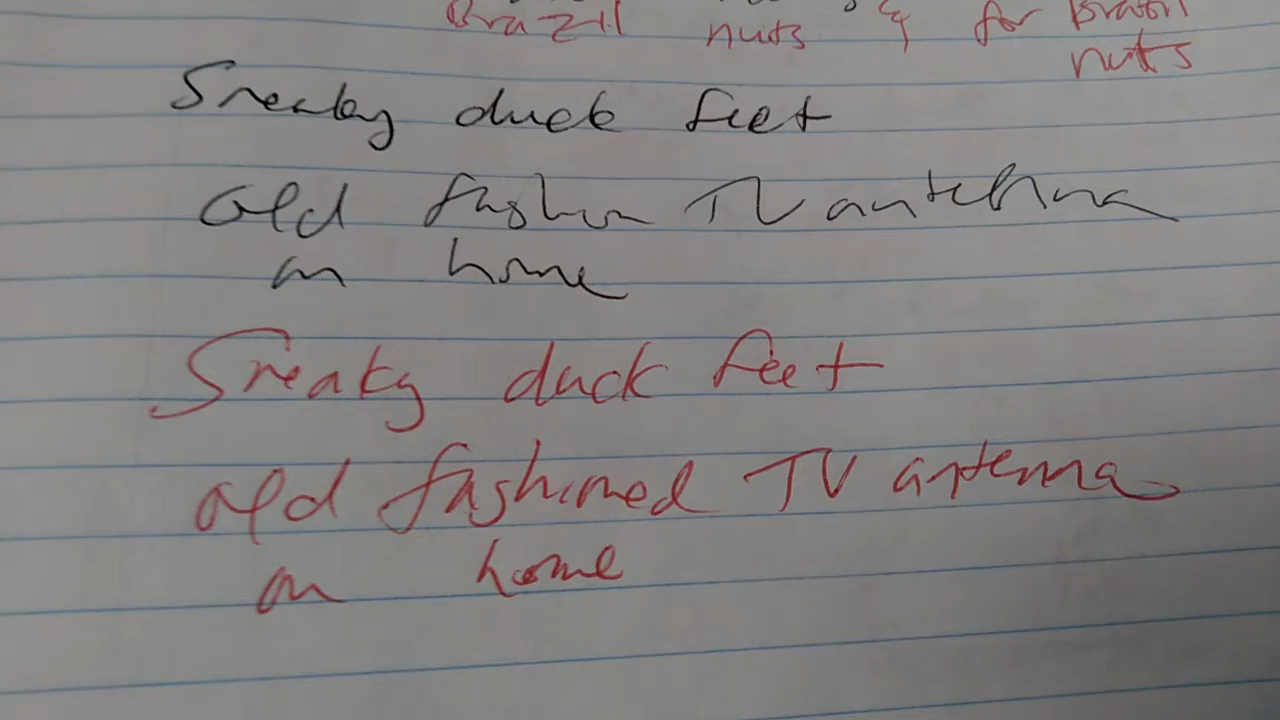 Brazil nuts & for Brazil
nuts
Sneaky duck feet
old fashion TV antenna
on home
Sneaky duck feet
old fashioned TV antenna
on home